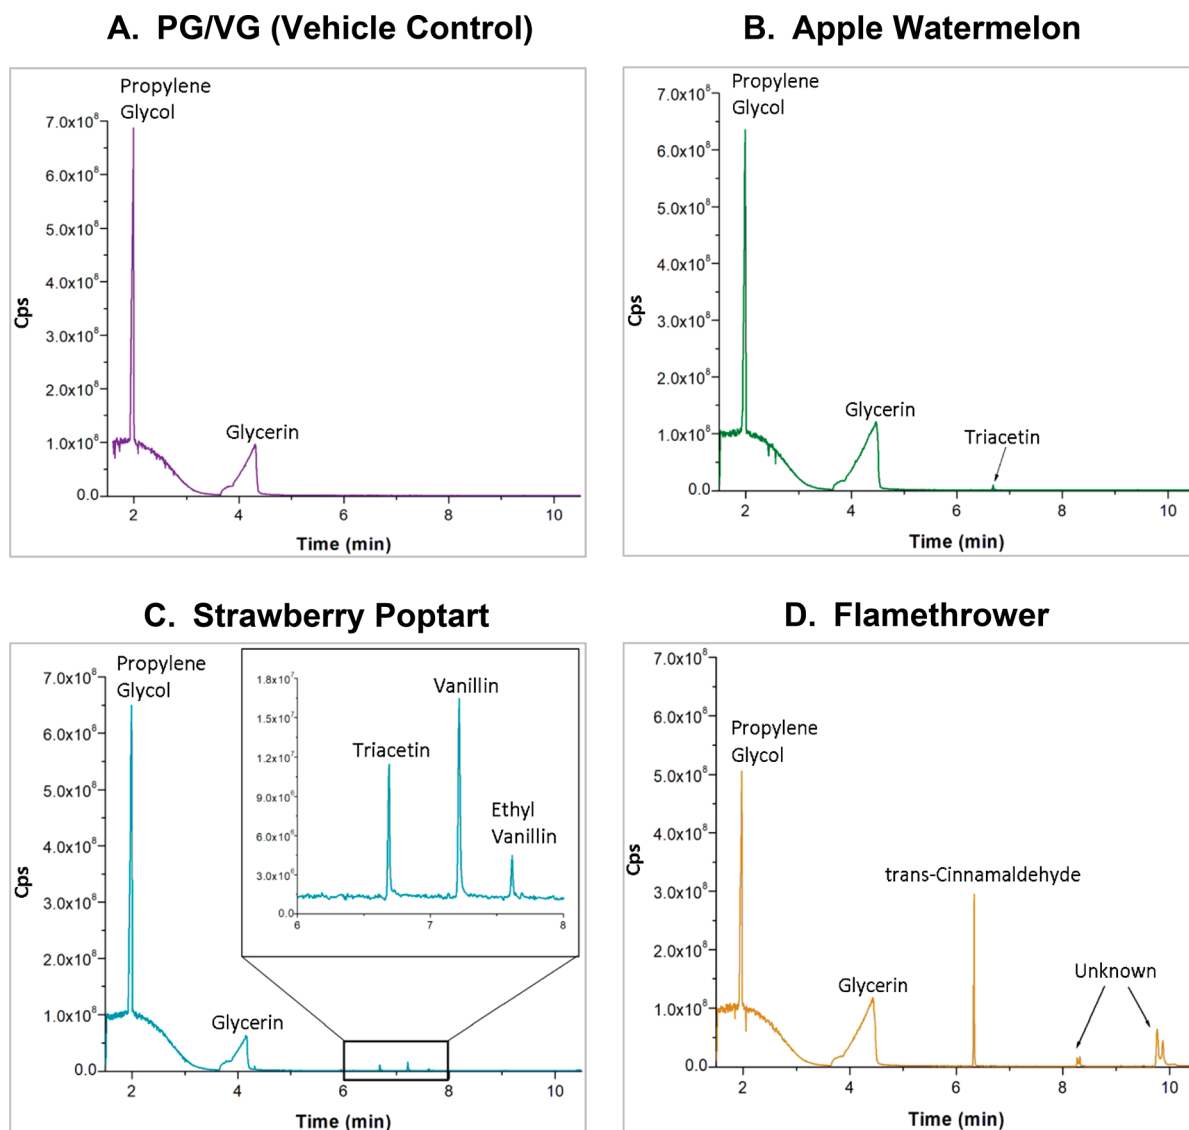 A. PG/VG (Vehicle Control)
Propylene
Glycol
7.0x10⁸
6.0x10⁸
5.0x10⁸
4.0x10⁸
3.0x10⁸
2.0x10⁸
1.0x10⁸
0.0
Cps
Glycerin
2 4 6 8 10
Time (min)
B. Apple Watermelon
Propylene
Glycol
7.0x10⁸
6.0x10⁸
5.0x10⁸
4.0x10⁸
3.0x10⁸
2.0x10⁸
1.0x10⁸
0.0
Cps
Glycerin
Triacetin
2 4 6 8 10
Time (min)
C. Strawberry Poptart
Propylene
Glycol
7.0x10⁸
6.0x10⁸
5.0x10⁸
4.0x10⁸
3.0x10⁸
2.0x10⁸
1.0x10⁸
0.0
Cps
Glycerin
1.8x10⁷
1.5x10⁷
1.2x10⁷
9.0x10⁶
6.0x10⁶
3.0x10⁶
0.0
Triacetin
Vanillin
Ethyl
Vanillin
6 7 8
2 4 6 8 10
Time (min)
D. Flamethrower
7.0x10⁸
6.0x10⁸
5.0x10⁸
4.0x10⁸
3.0x10⁸
2.0x10⁸
1.0x10⁸
0.0
Cps
Propylene
Glycol
Glycerin
trans-Cinnamaldehyde
Unknown
2 4 6 8 10
Time (min)